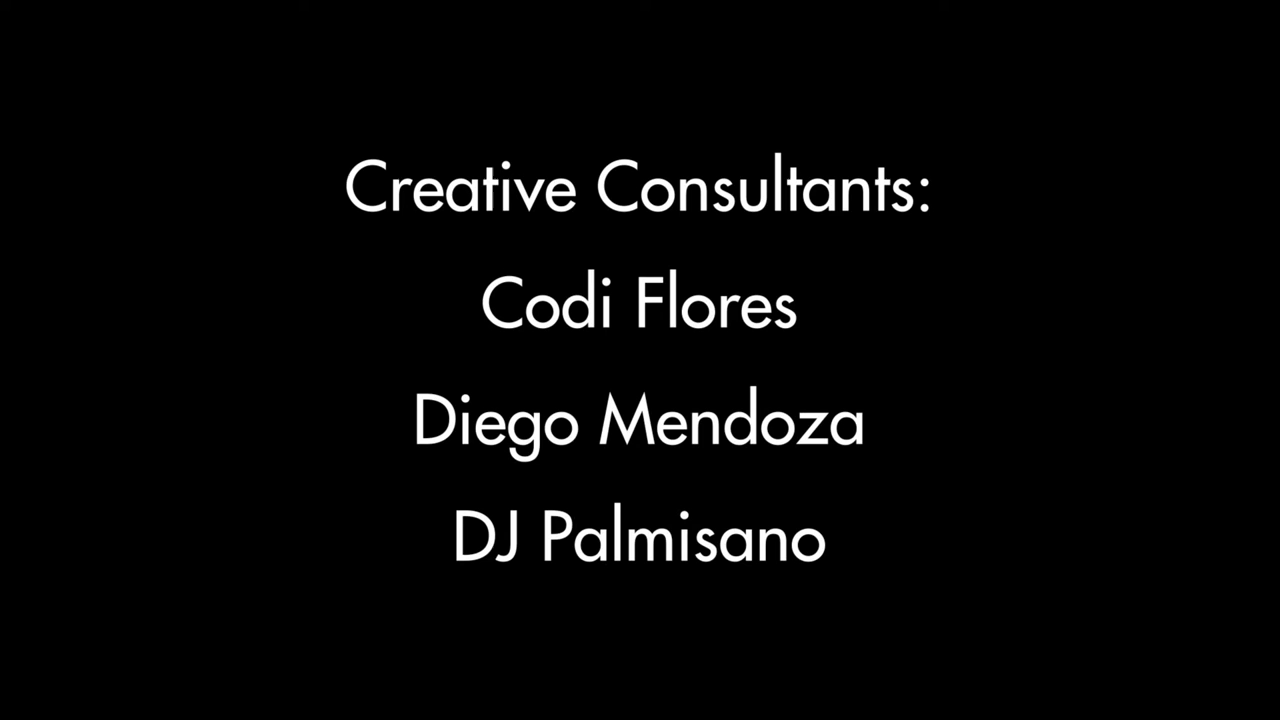 Creative Consultants:
Codi Flores
Diego Mendoza
DJ Palmisano